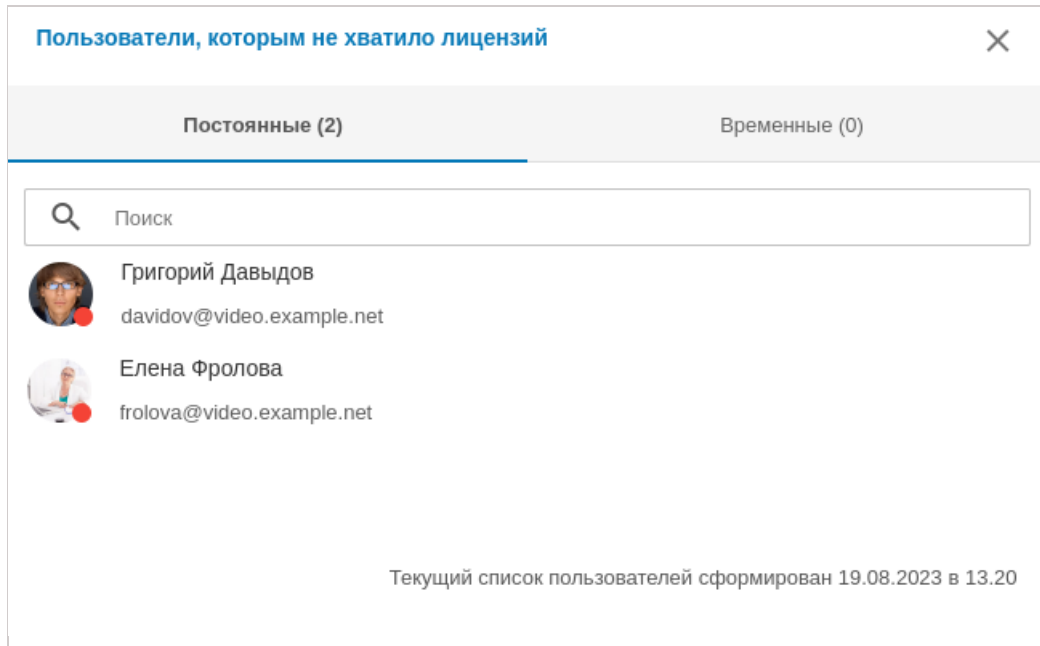 Пользователи, которым не хватило лицензий
Постоянные (2)
Временные (0)
Поиск
Григорий Давыдов
davidov@video.example.net
Елена Фролова
frolova@video.example.net
Текущий список пользователей сформирован 19.08.2023 в 13.20